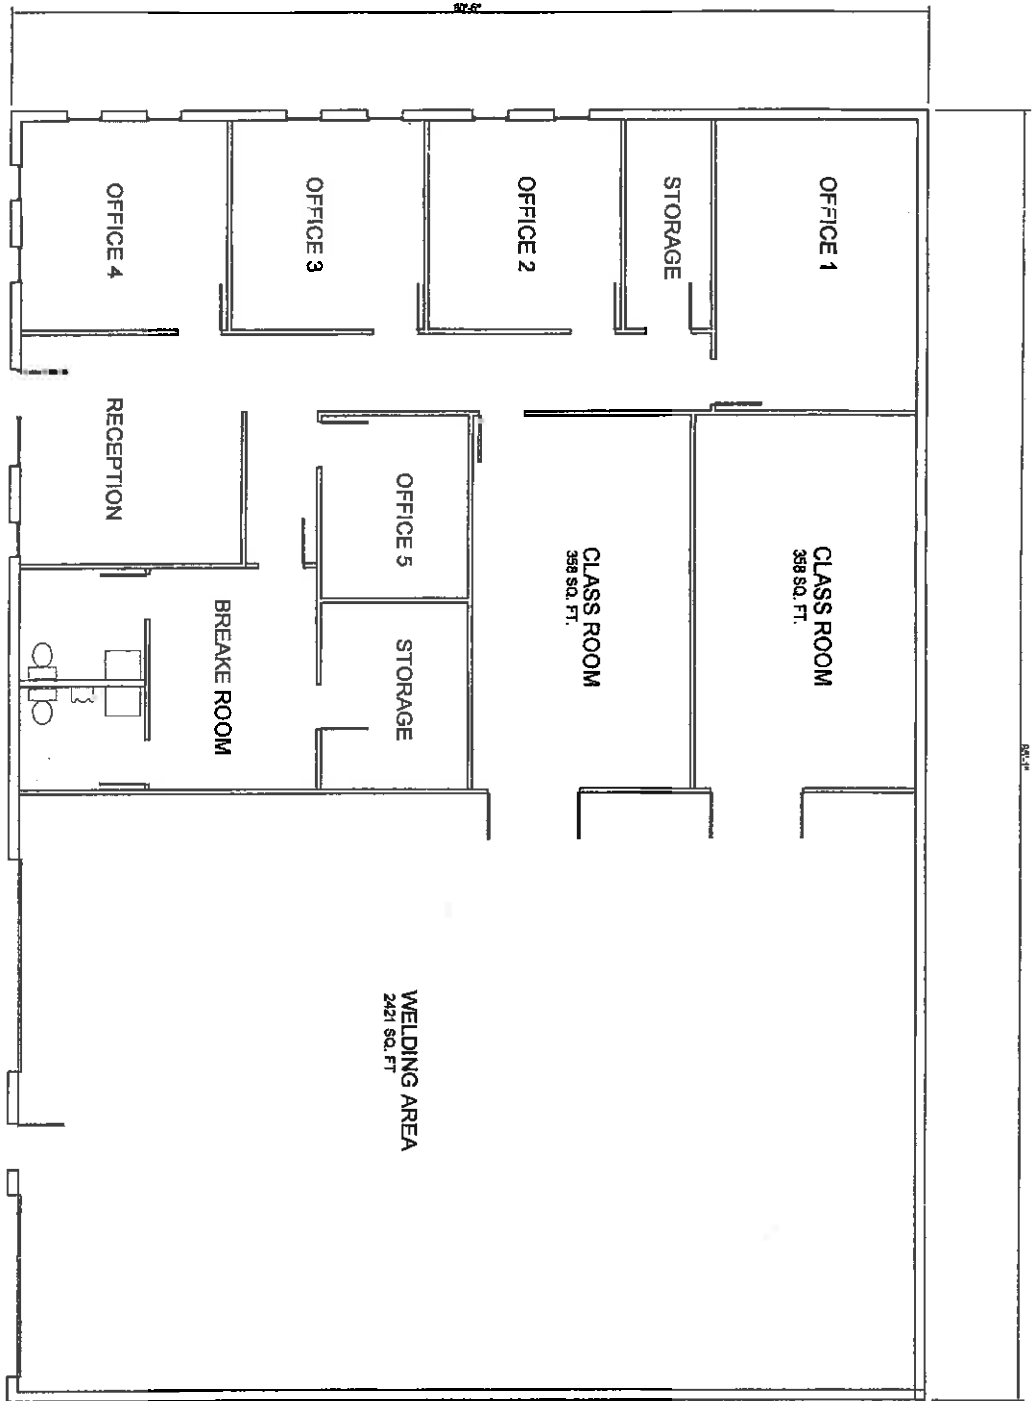 OFFICE 1
STORAGE
OFFICE 2
OFFICE 3
OFFICE 4
CLASS ROOM
358 SQ. FT.
CLASS ROOM
358 SQ. FT.
OFFICE 5
RECEPTION
STORAGE
BREAKE ROOM
WELDING AREA
2421 SQ. FT